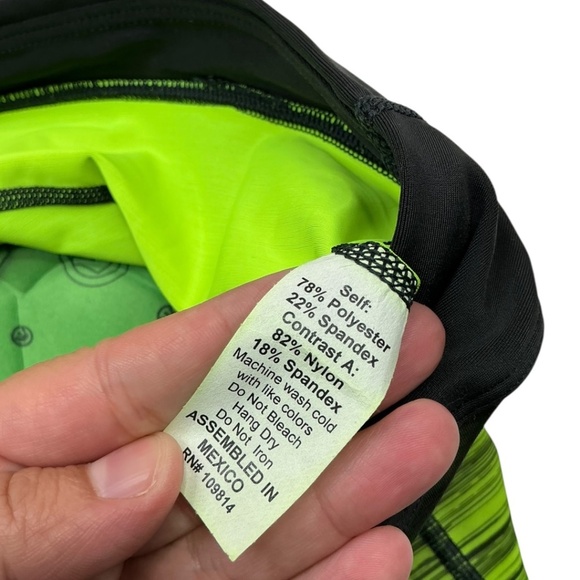 Self:
78% Polyester
22% Spandex
Contrast A:
82% Nylon
18% Spandex
Machine wash cold
with like colors
Do Not Bleach
Hang Dry
Do Not Iron
ASSEMBLED IN
MEXICO
RN# 109814